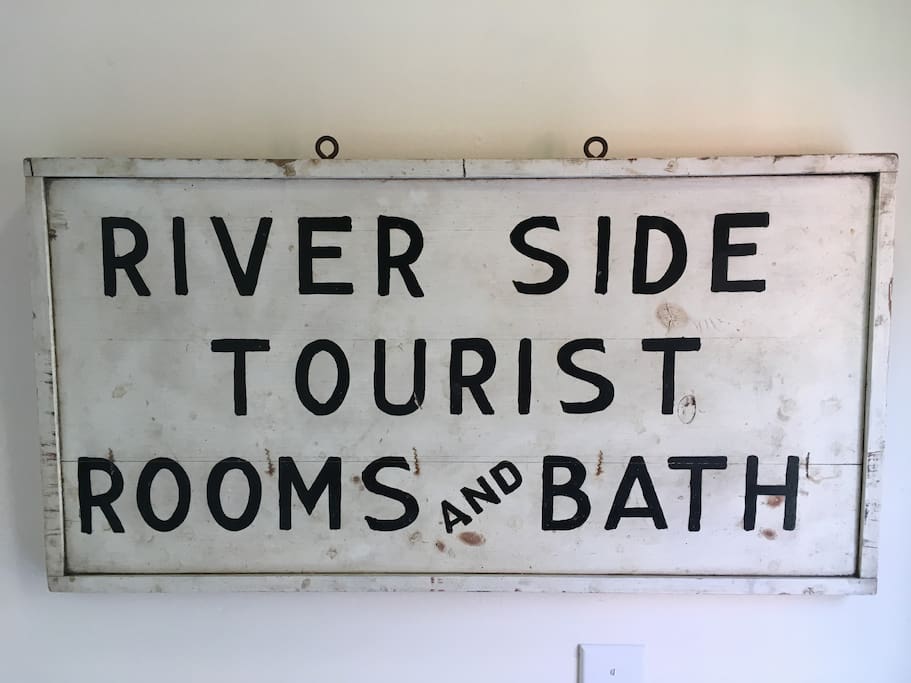 RIVER SIDE
TOURIST
ROOMS AND BATH